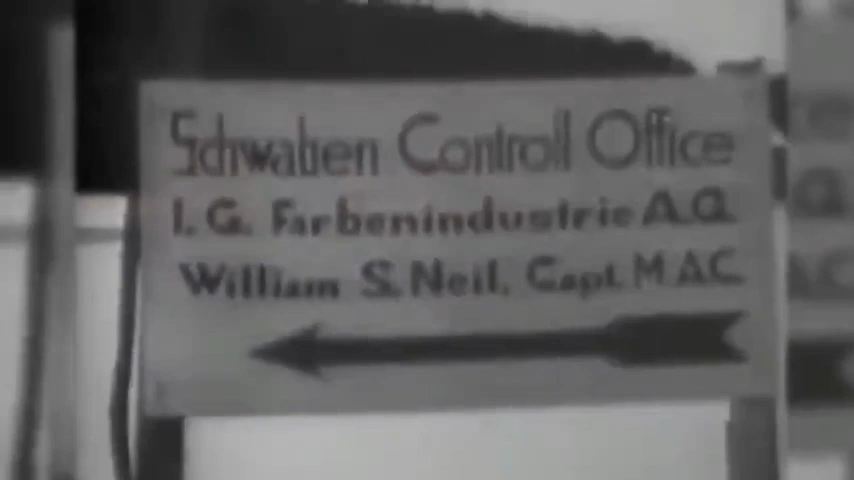 Schwaben Controll Office
I. G. Farbenindustrie A.G.
William S. Neil, Capt. M.A.C.